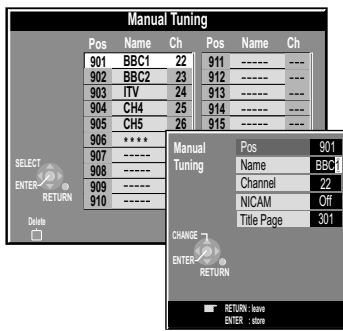 Manual Tuning
Pos Name Ch Pos Name Ch
901 BBC1 22 911 ----- ---
902 BBC2 23 912 ----- ---
903 ITV 24 913 ----- ---
904 CH4 25 914 ----- ---
905 CH5 26 915 ----- ---
906 ****
907 -----
908 -----
909 -----
910 -----
SELECT
ENTER
RETURN
Delete
Manual Tuning
Pos 901
Name BBC1
Channel 22
NICAM Off
Title Page 301
CHANGE
ENTER
RETURN
RETURN : leave
ENTER : store